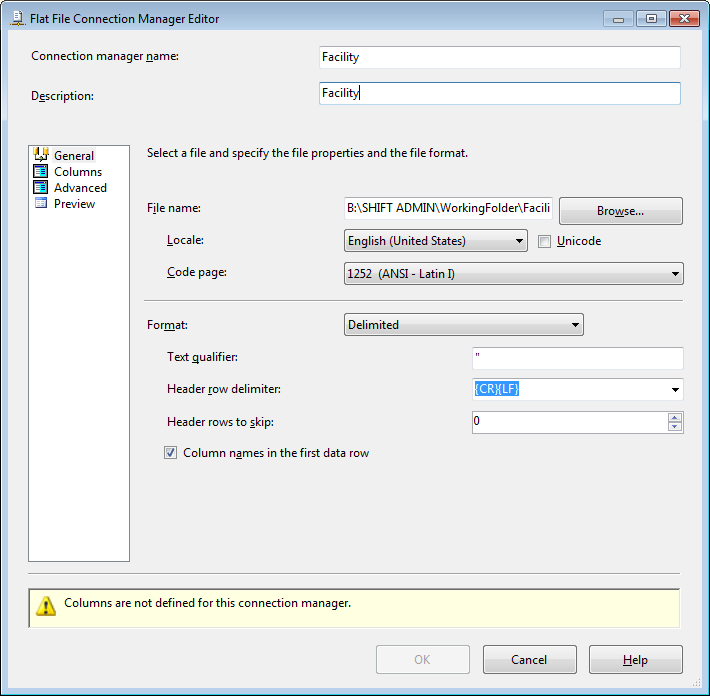 Flat File Connection Manager Editor
Connection manager name:
Facility
Description:
Facility
General
Columns
Advanced
Preview
Select a file and specify the file properties and the file format.
File name:
B:\SHIFT ADMIN\WorkingFolder\Facili
Browse...
Locale:
English (United States)
Unicode
Code page:
1252 (ANSI - Latin I)
Format:
Delimited
Text qualifier:
"
Header row delimiter:
{CR}{LF}
Header rows to skip:
0
Column names in the first data row
Columns are not defined for this connection manager.
OK
Cancel
Help